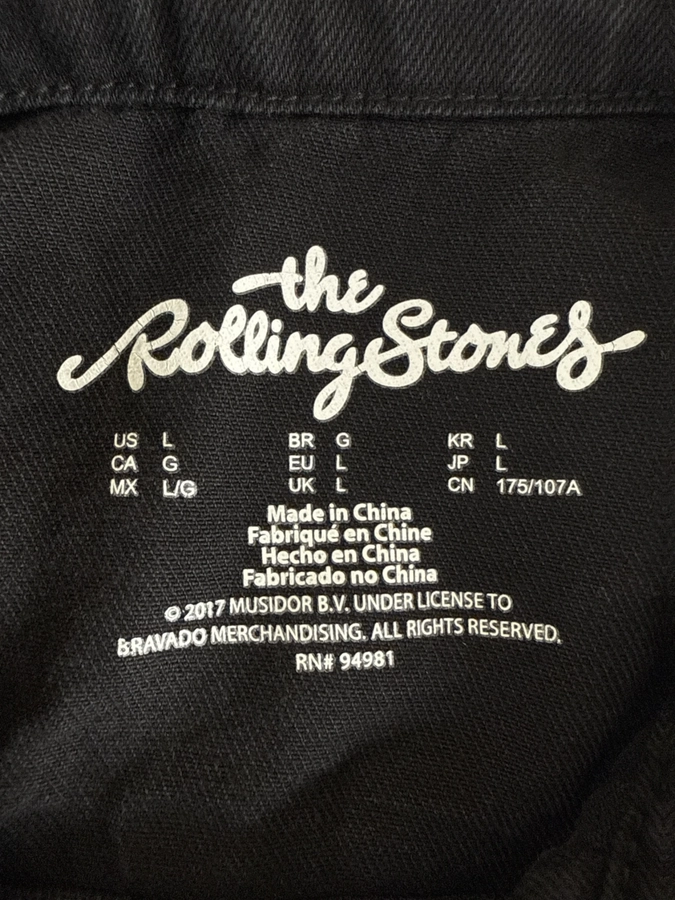 the
Rolling Stones
US L BR G KR L
CA G EU L JP L
MX L/G UK L CN 175/107A
Made in China
Fabriqué en Chine
Hecho en China
Fabricado no China
© 2017 MUSIDOR B.V. UNDER LICENSE TO
BRAVADO MERCHANDISING. ALL RIGHTS RESERVED.
RN# 94981